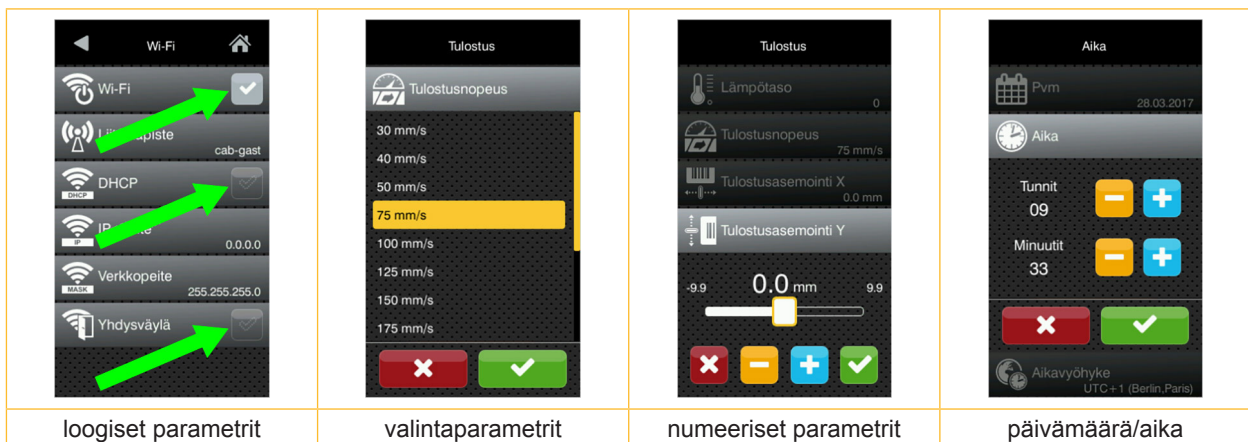 Wi-Fi
Wi-Fi
cab-gast
DHCP
DHCP
IP
0.0.0.0
Verkkopeite
MASK
255.255.255.0
Yhdysväylä
Tulostus
Tulostusnopeus
30 mm/s
40 mm/s
50 mm/s
75 mm/s
100 mm/s
125 mm/s
150 mm/s
175 mm/s
Tulostus
Lämpötaso
0
Tulostusnopeus
75 mm/s
Tulostusasemointi X
0.0 mm
Tulostusasemointi Y
-9.9 0.0 mm 9.9
Aika
Pvm
28.03.2017
Aika
Tunnit
09
Minuutit
33
Aikavyöhyke
UTC+1 (Berlin,Paris)
loogiset parametrit
valintaparametrit
numeeriset parametrit
päivämäärä/aika